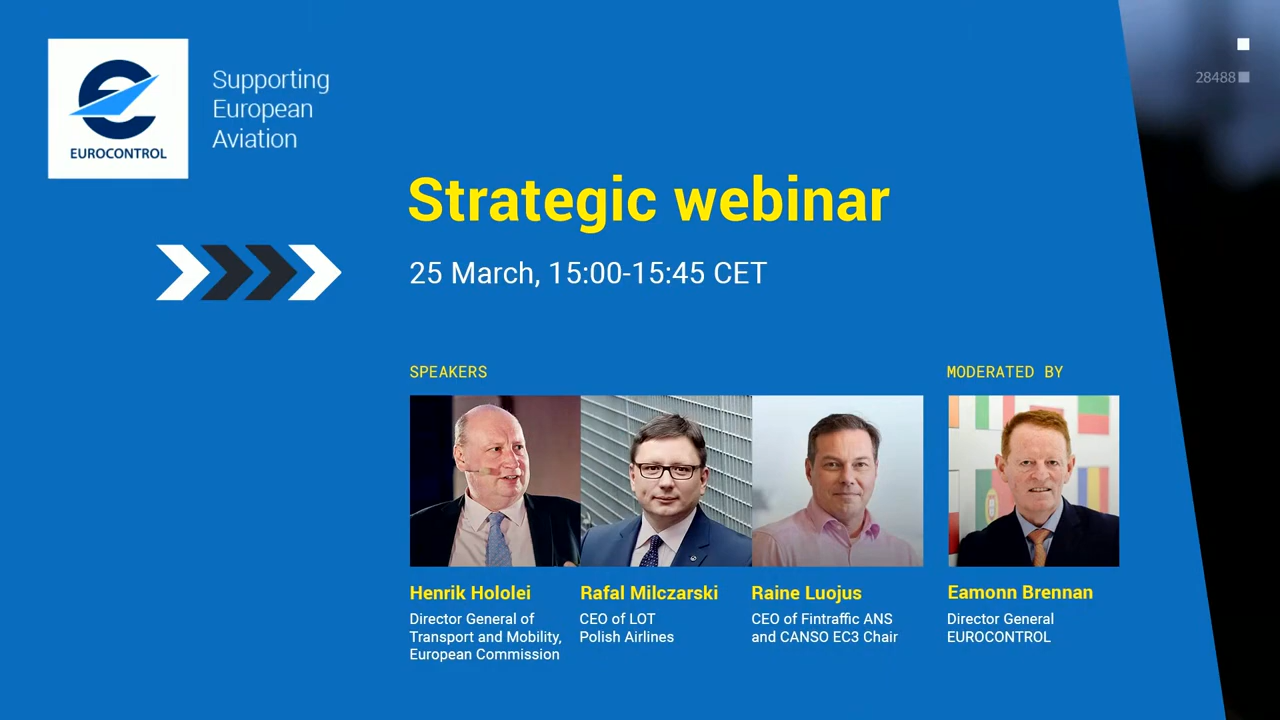 EUROCONTROL
Supporting
European
Aviation
28488
Strategic webinar
25 March, 15:00-15:45 CET
SPEAKERS
MODERATED BY
Henrik Hololei
Director General of
Transport and Mobility,
European Commission
Rafal Milczarski
CEO of LOT
Polish Airlines
Raine Luojus
CEO of Fintraffic ANS
and CANSO EC3 Chair
Eamonn Brennan
Director General
EUROCONTROL